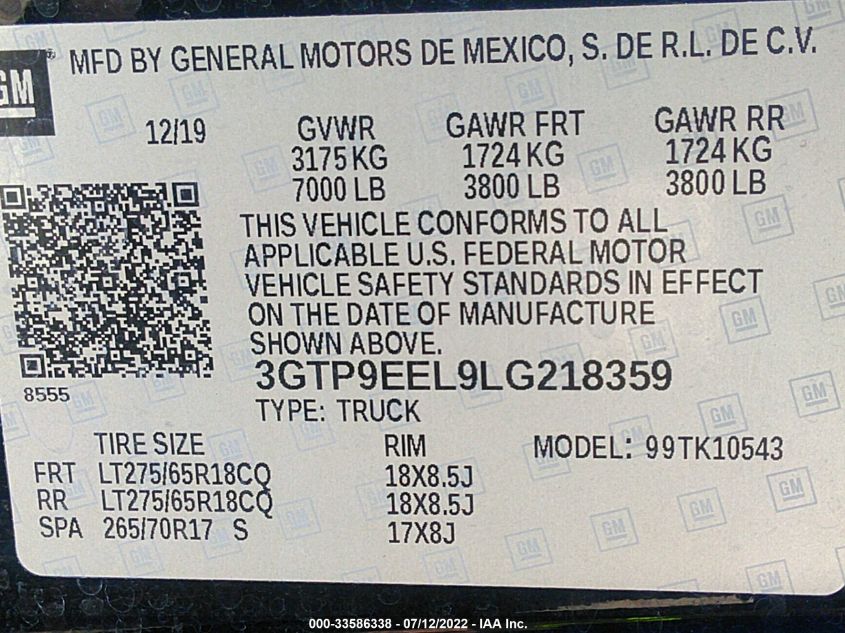 GM
MFD BY GENERAL MOTORS DE MEXICO, S. DE R.L. DE C.V.
12/19 GVWR GAWR FRT GAWR RR
3175 KG 1724 KG 1724 KG
7000 LB 3800 LB 3800 LB
THIS VEHICLE CONFORMS TO ALL
APPLICABLE U.S. FEDERAL MOTOR
VEHICLE SAFETY STANDARDS IN EFFECT
ON THE DATE OF MANUFACTURE
SHOWN ABOVE.
8555
3GTP9EEL9LG218359
TYPE: TRUCK
TIRE SIZE RIM MODEL: 99TK10543
FRT LT275/65R18CQ 18X8.5J
RR LT275/65R18CQ 18X8.5J
SPA 265/70R17 S 17X8J
000-33586338 - 07/12/2022 - IAA Inc.